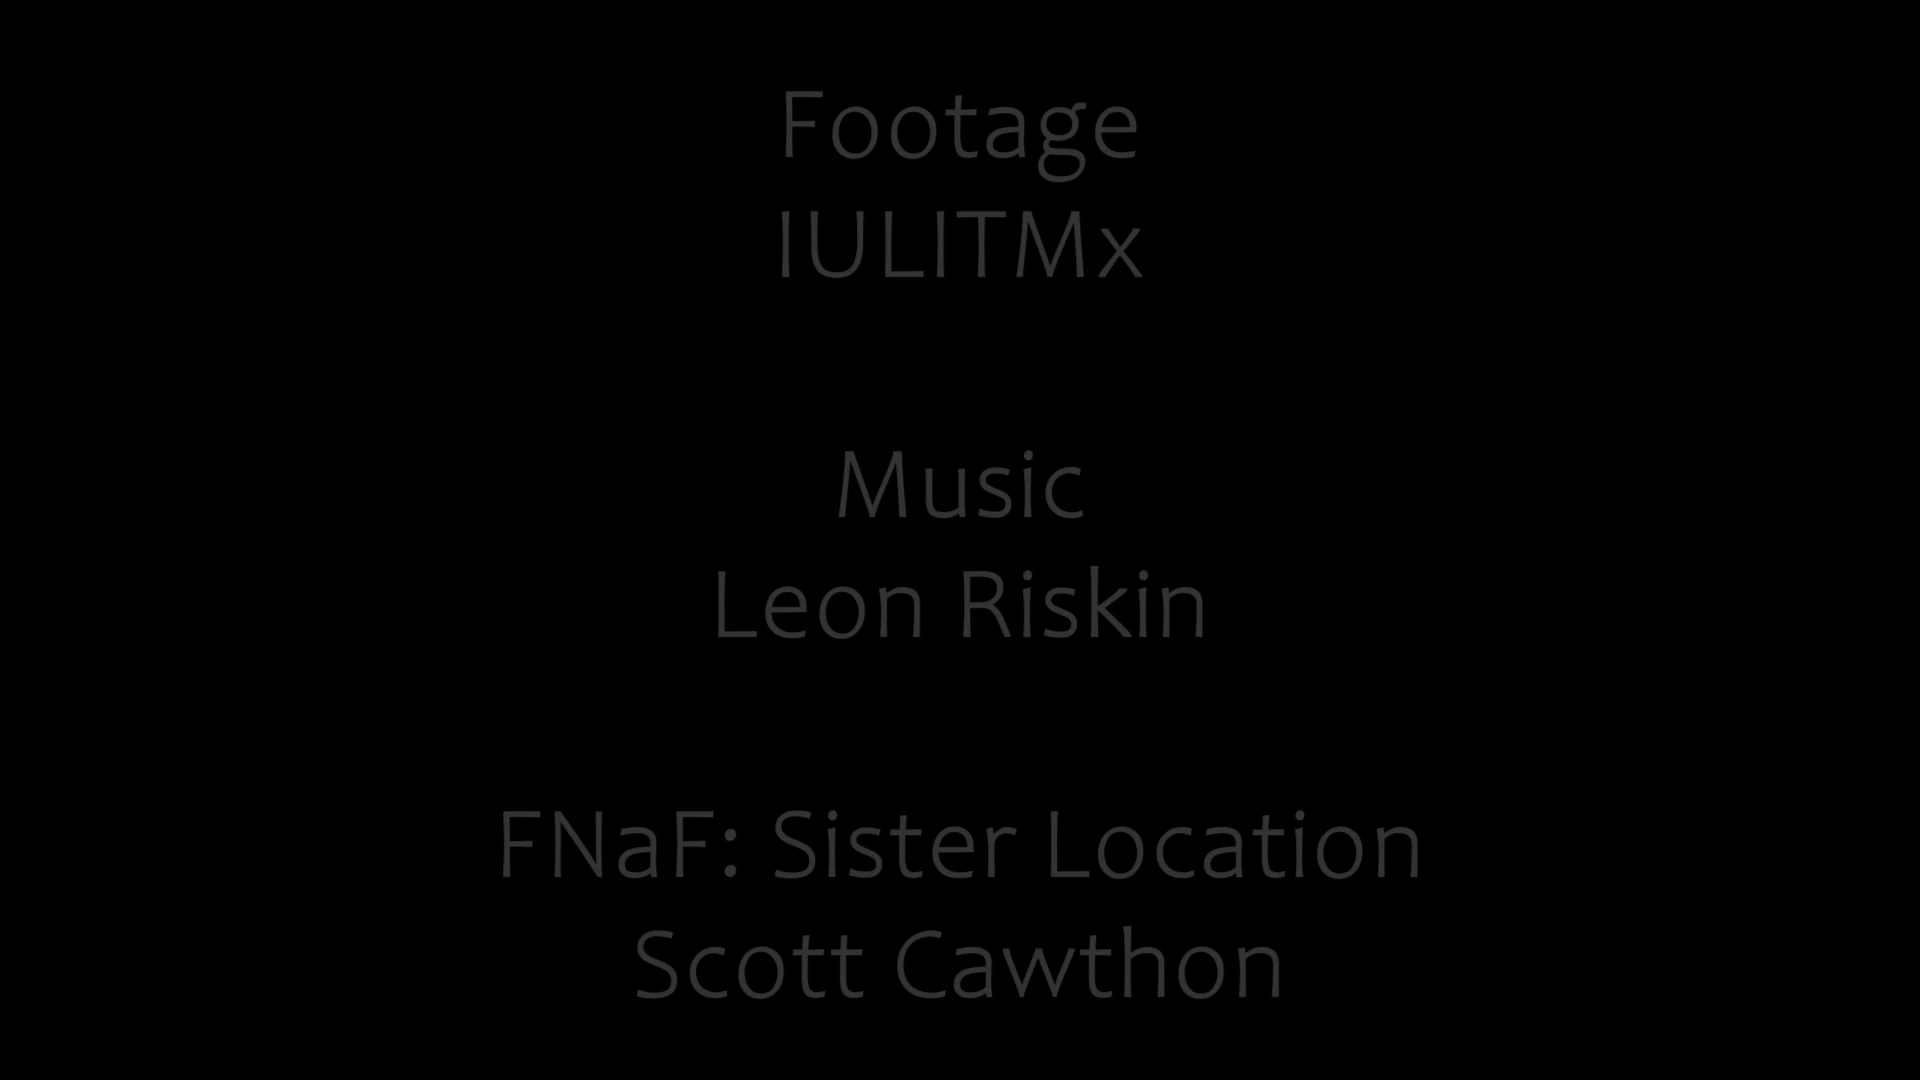 Footage
IULITMx
Music
Leon Riskin
FNaF: Sister Location
Scott Cawthon